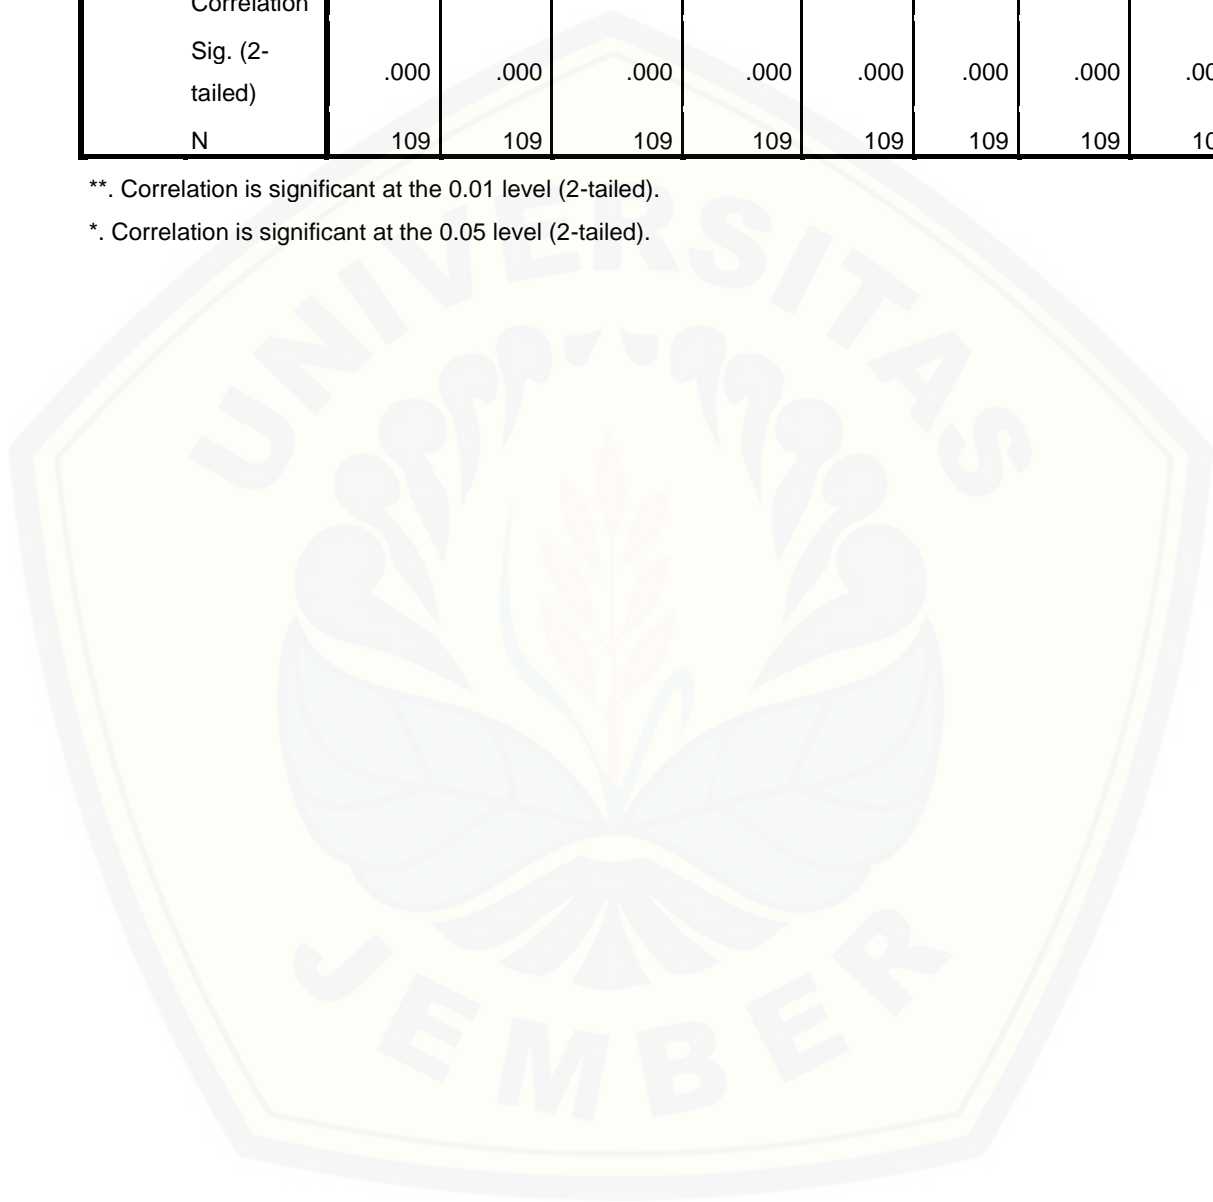 Correlation
Sig. (2-
tailed) .000 .000 .000 .000 .000 .000 .000
N 109 109 109 109 109 109 109
**. Correlation is significant at the 0.01 level (2-tailed).
*. Correlation is significant at the 0.05 level (2-tailed).
UNIVERSITAS
JEMBER